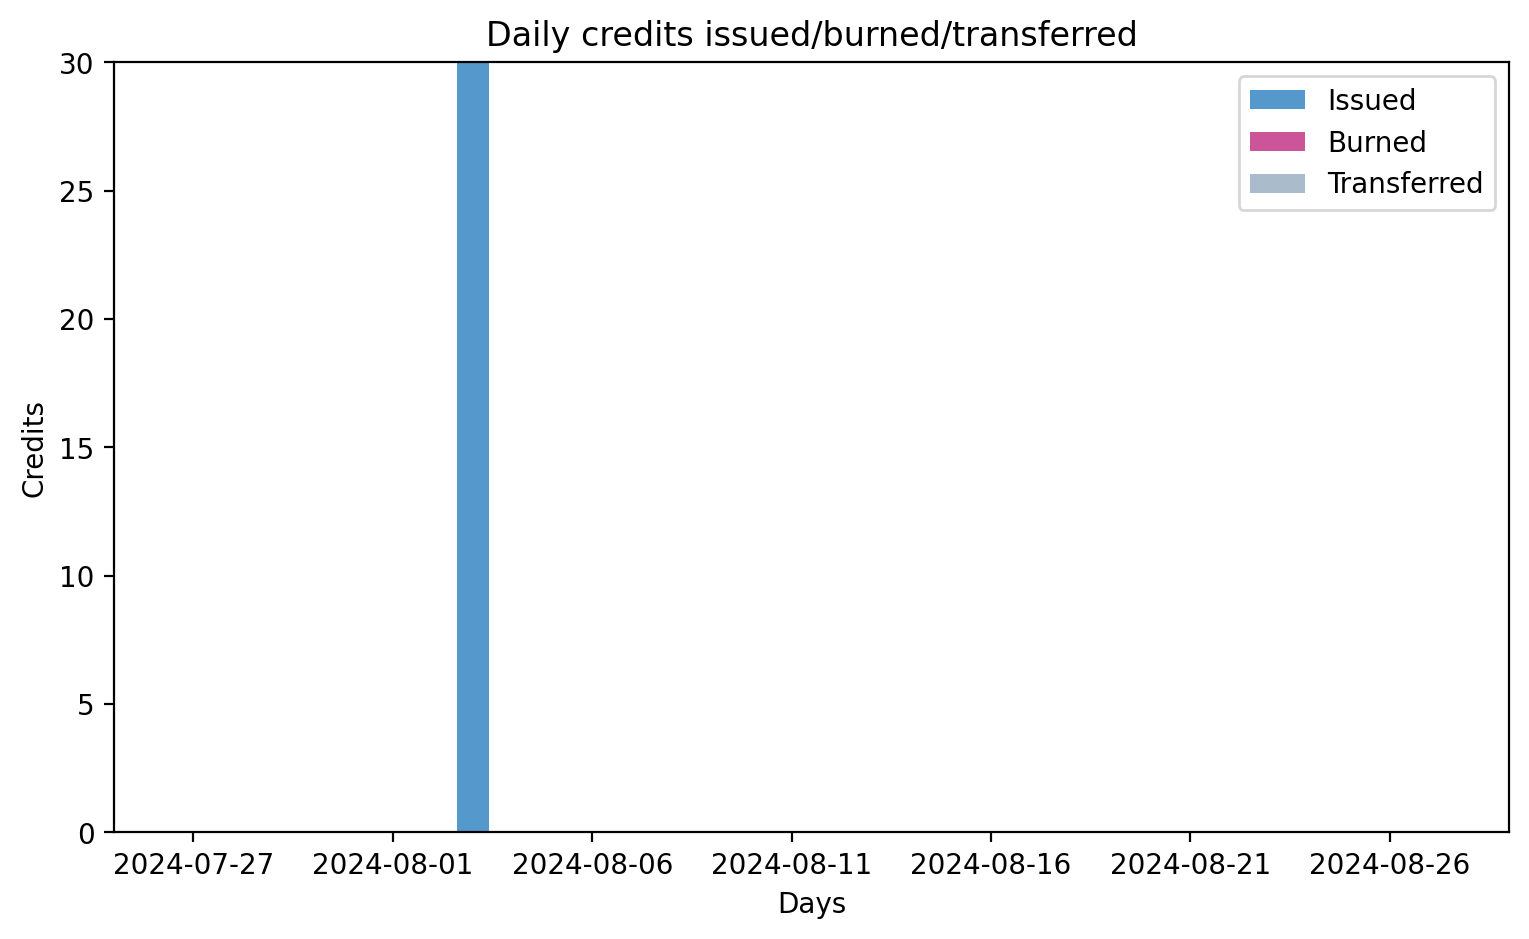 Daily credits issued/burned/transferred
30
25
20
15
10
5
0
Credits
Issued
Burned
Transferred
2024-07-27 2024-08-01 2024-08-06 2024-08-11 2024-08-16 2024-08-21 2024-08-26
Days